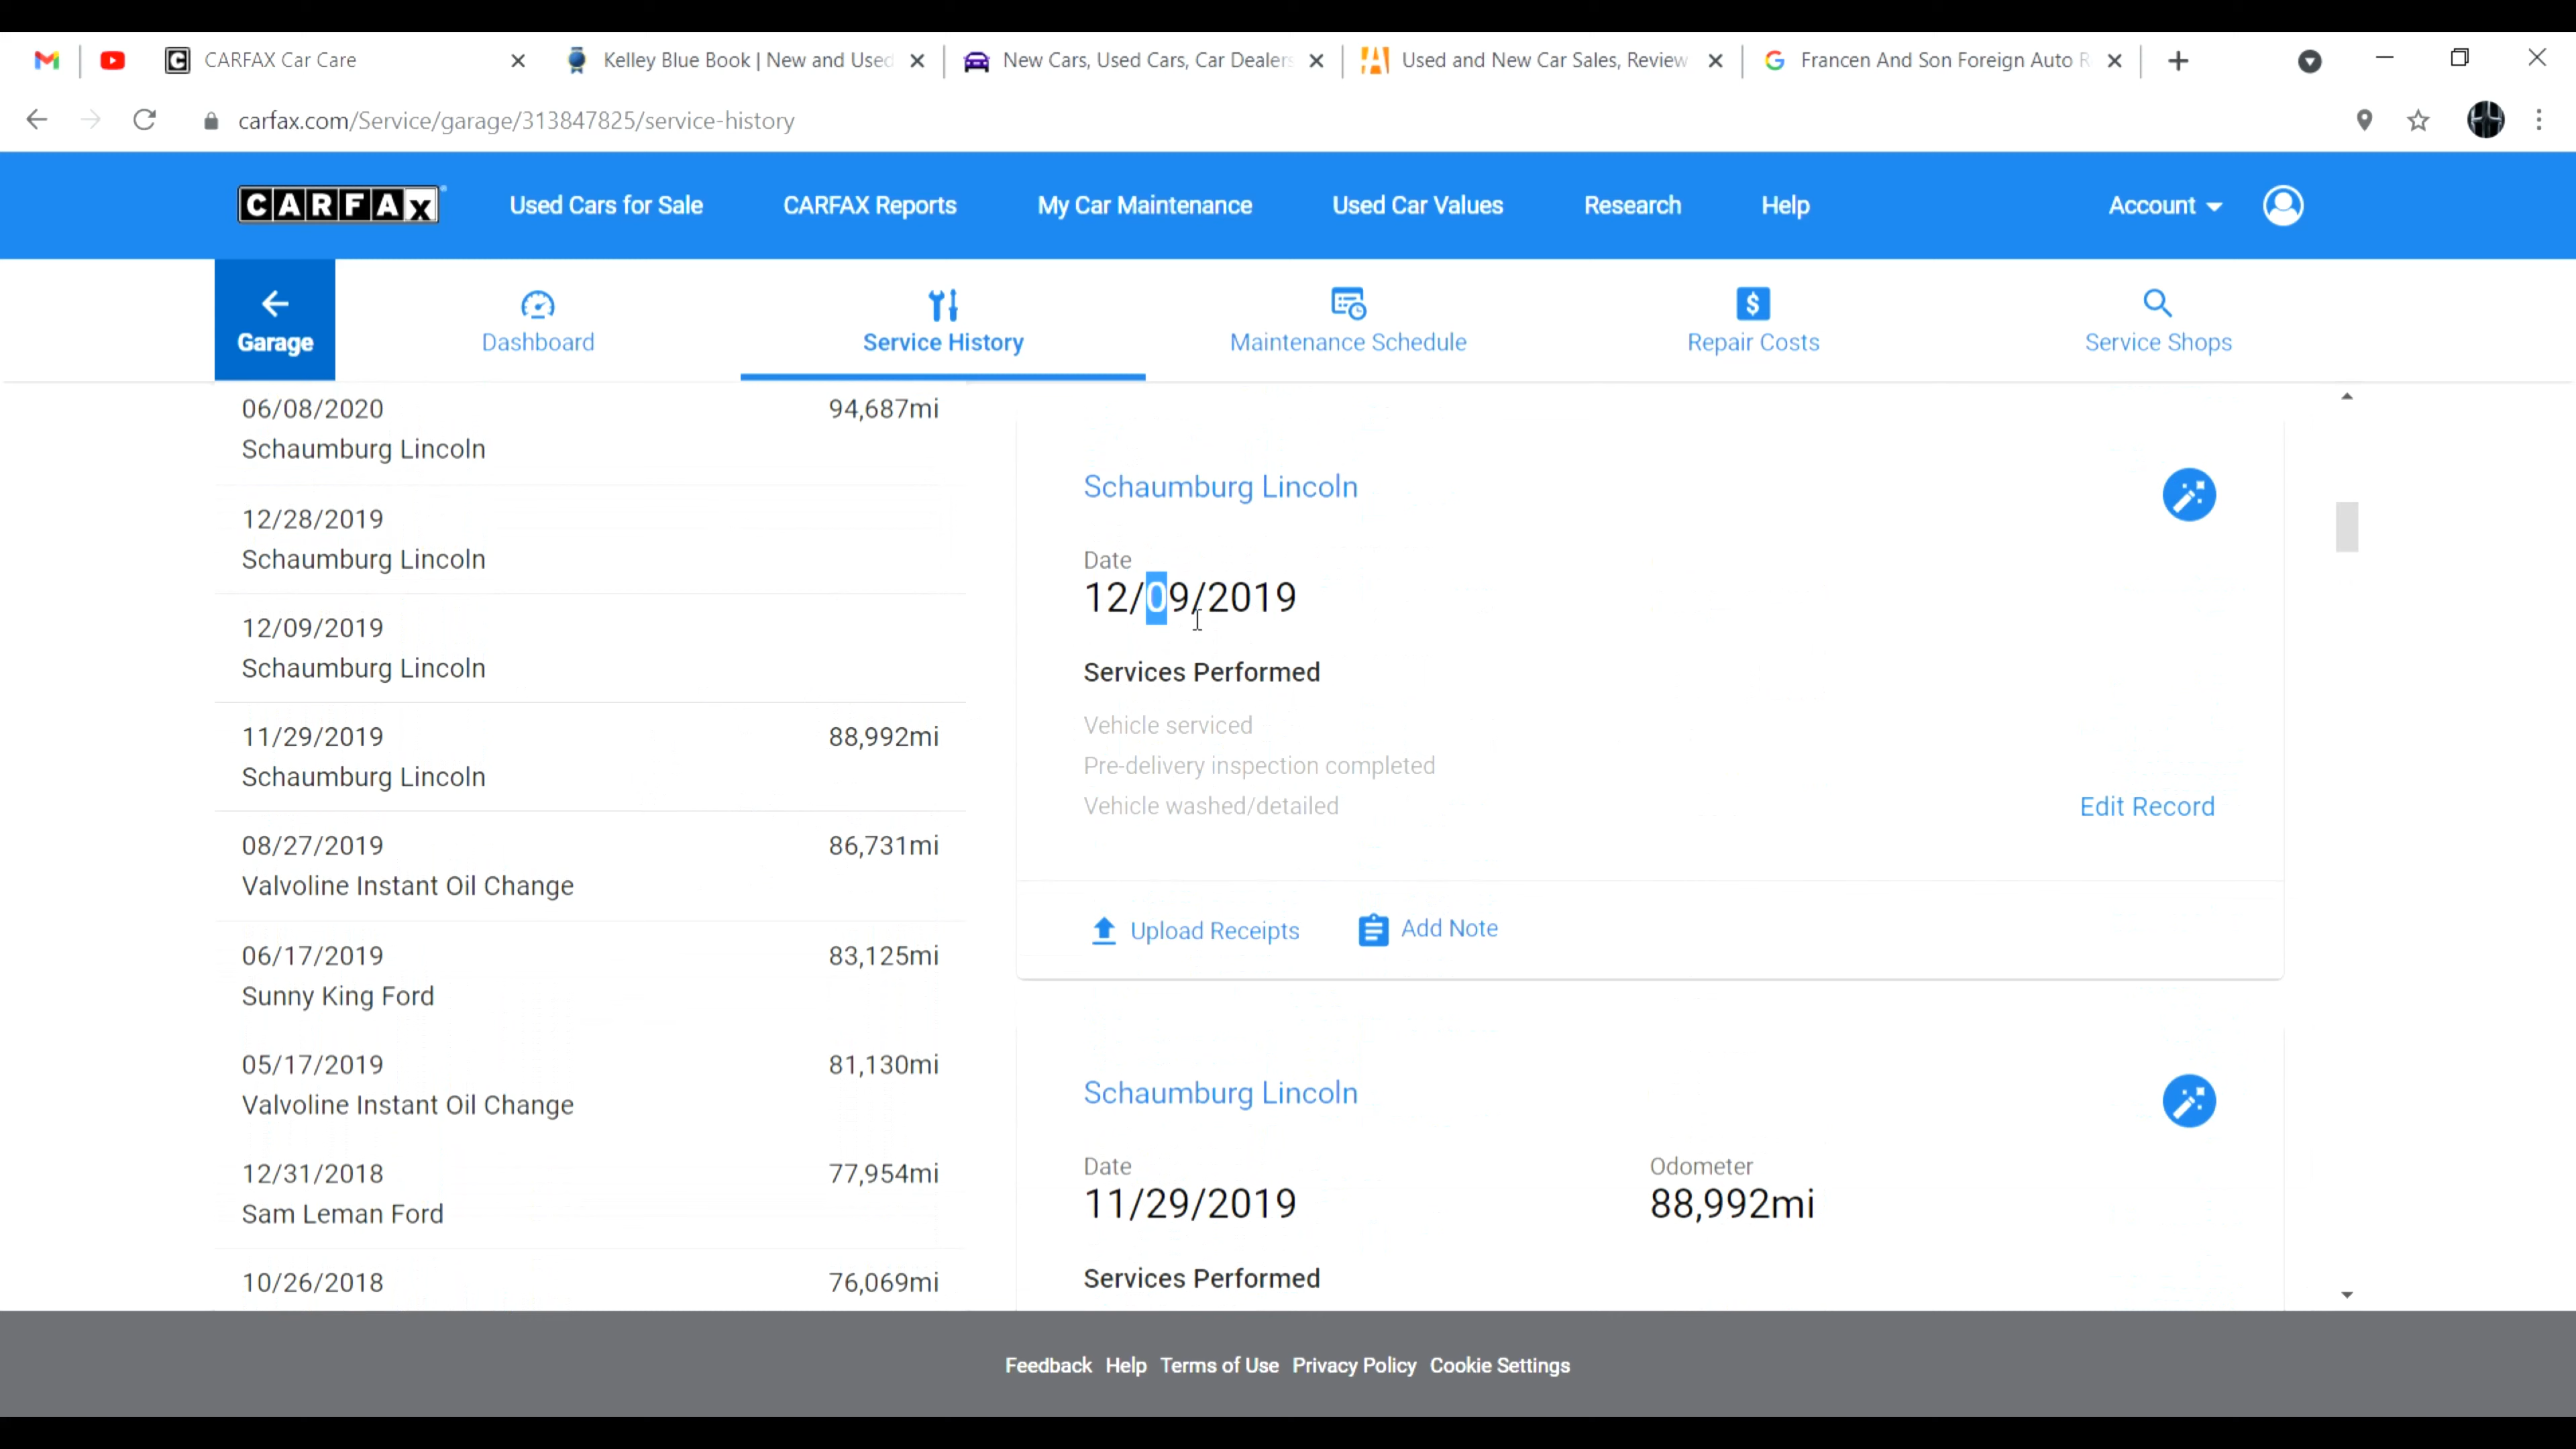 CARFAX Car Care
Kelley Blue Book | New and Used
New Cars, Used Cars, Car Dealers
Used and New Car Sales, Review
Francen And Son Foreign Auto R
carfax.com/Service/garage/313847825/service-history
CARFAX
Used Cars for Sale
CARFAX Reports
My Car Maintenance
Used Car Values
Research
Help
Account
Garage
Dashboard
Service History
Maintenance Schedule
Repair Costs
Service Shops
06/08/2020 94,687mi
Schaumburg Lincoln
12/28/2019
Schaumburg Lincoln
12/09/2019
Schaumburg Lincoln
11/29/2019 88,992mi
Schaumburg Lincoln
08/27/2019 86,731mi
Valvoline Instant Oil Change
06/17/2019 83,125mi
Sunny King Ford
05/17/2019 81,130mi
Valvoline Instant Oil Change
12/31/2018 77,954mi
Sam Leman Ford
10/26/2018 76,069mi
Schaumburg Lincoln
Date
12/09/2019
Services Performed
Vehicle serviced
Pre-delivery inspection completed
Vehicle washed/detailed
Edit Record
Upload Receipts
Add Note
Schaumburg Lincoln
Date Odometer
11/29/2019 88,992mi
Services Performed
Feedback Help Terms of Use Privacy Policy Cookie Settings